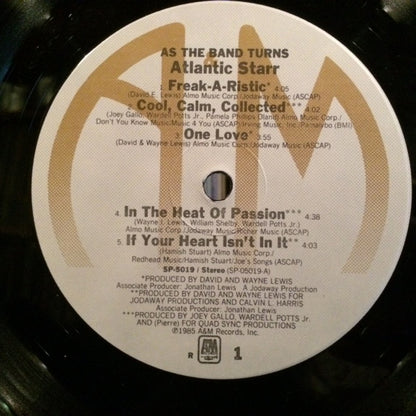 AS THE BAND TURNS
Atlantic Starr
1. Freak-A-Ristic* 4:05
(David E. Lewis) Almo Music Corp./Jodaway Music (ASCAP)
2. Cool, Calm, Collected*** 4:02
(Joey Gallo, Wardell Potts Jr., Pamela Phillips Oland) Almo Music Corp./
Don't You Know Music/Music 4 You (ASCAP)/Irving Music, Inc./Parnalybo (BMI)
3. One Love* 3:55
(David & Wayne Lewis) Almo Music Corp./Jodaway Music (ASCAP)
4. In The Heat Of Passion*** 4:38
(Wayne I. Lewis, William Shelby, Wardell Potts Jr.)
Almo Music Corp./Jodaway Music/Richer Music (ASCAP)
5. If Your Heart Isn't In It** 4:03
(Hamish Stuart) Almo Music Corp./
Redhead Music/Hamish Stuart/Joe's Songs (ASCAP)
SP-5019 / Stereo (SP 05019-A)
*PRODUCED BY DAVID AND WAYNE LEWIS
Associate Producer: Jonathan Lewis A Jodaway Production
**PRODUCED BY DAVID AND WAYNE LEWIS FOR
JODAWAY PRODUCTIONS AND CALVIN L. HARRIS
Associate Producer: Jonathan Lewis
***PRODUCED BY JOEY GALLO, WARDELL POTTS Jr.
AND (Pierre) FOR QUAD SYNC PRODUCTIONS
℗1985 A&M Records, Inc.
A&M
R 1